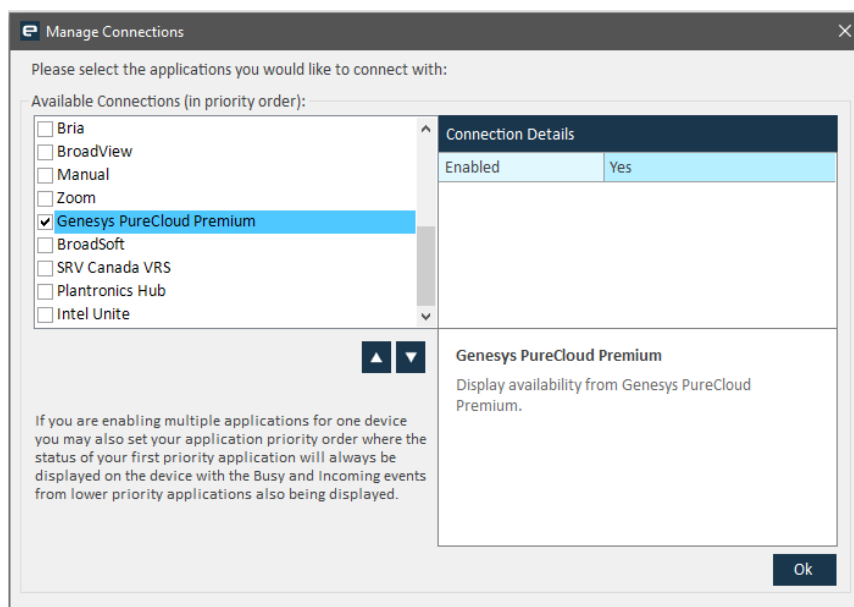 Manage Connections
Please select the applications you would like to connect with:
Available Connections (in priority order):
Bria
BroadView
Manual
Zoom
Genesys PureCloud Premium
BroadSoft
SRV Canada VRS
Plantronics Hub
Intel Unite
Connection Details
Enabled Yes
If you are enabling multiple applications for one device
you may also set your application priority order where the
status of your first priority application will always be
displayed on the device with the Busy and Incoming events
from lower priority applications also being displayed.
Genesys PureCloud Premium
Display availability from Genesys PureCloud
Premium.
Ok